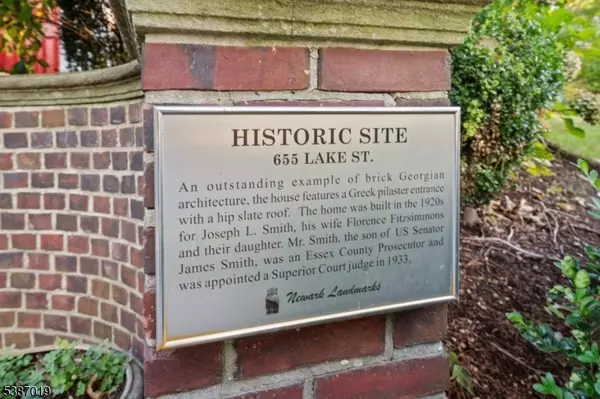 HISTORIC SITE
655 LAKE ST.
An outstanding example of brick Georgian
architecture, the house features a Greek pilaster entrance
with a hip slate roof. The home was built in the 1920s
for Joseph L. Smith, his wife Florence Fitzsimmons
and their daughter. Mr. Smith, the son of US Senator
James Smith, was an Essex County Prosecutor and
was appointed a Superior Court judge in 1933.
Newark Landmarks
5387019